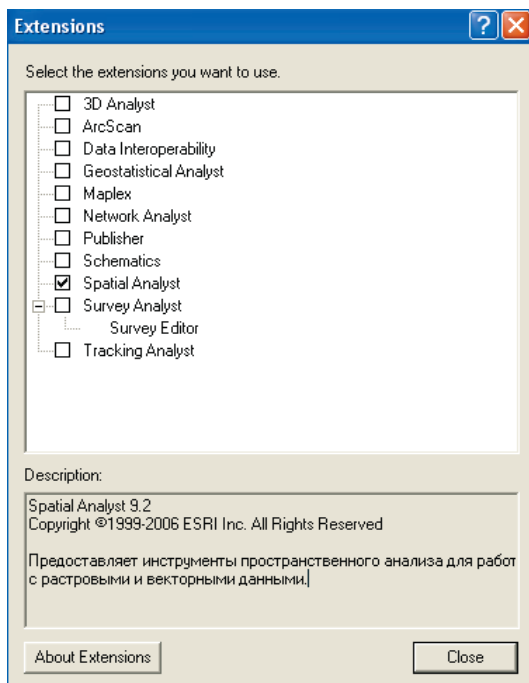 Extensions
Select the extensions you want to use.
3D Analyst
ArcScan
Data Interoperability
Geostatistical Analyst
Maplex
Network Analyst
Publisher
Schematics
Spatial Analyst
Survey Analyst
Survey Editor
Tracking Analyst
Description:
Spatial Analyst 9.2
Copyright ©1999-2006 ESRI Inc. All Rights Reserved
Предоставляет инструменты пространственного анализа для работ
с растровыми и векторными данными.
About Extensions
Close